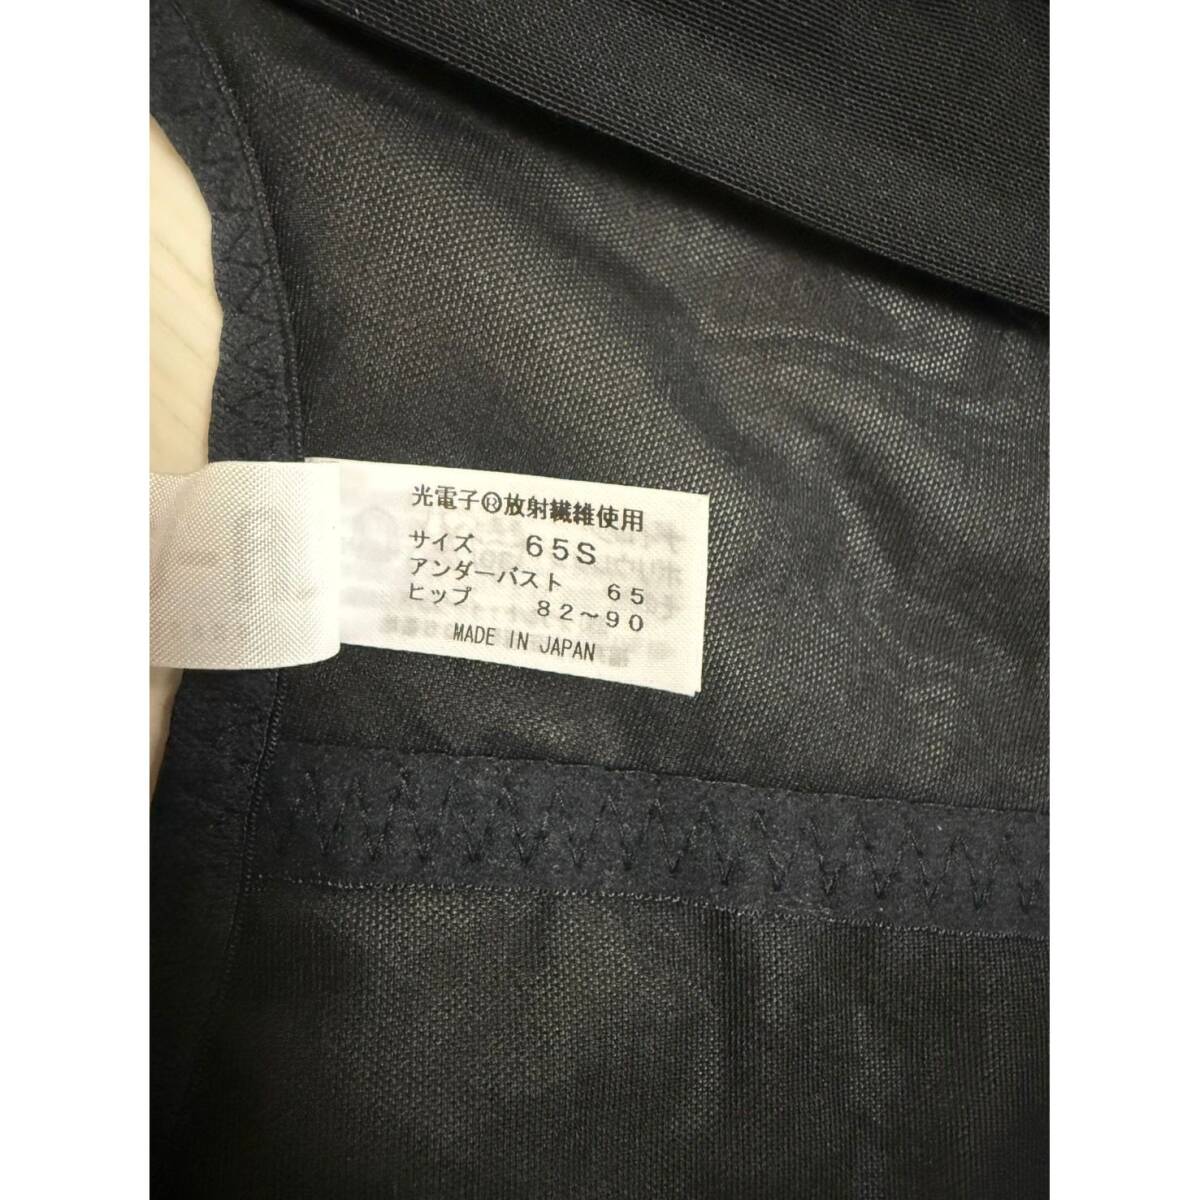 光電子®放射繊維使用
サイズ 65S
アンダーバスト 65
ヒップ 82～90
MADE IN JAPAN